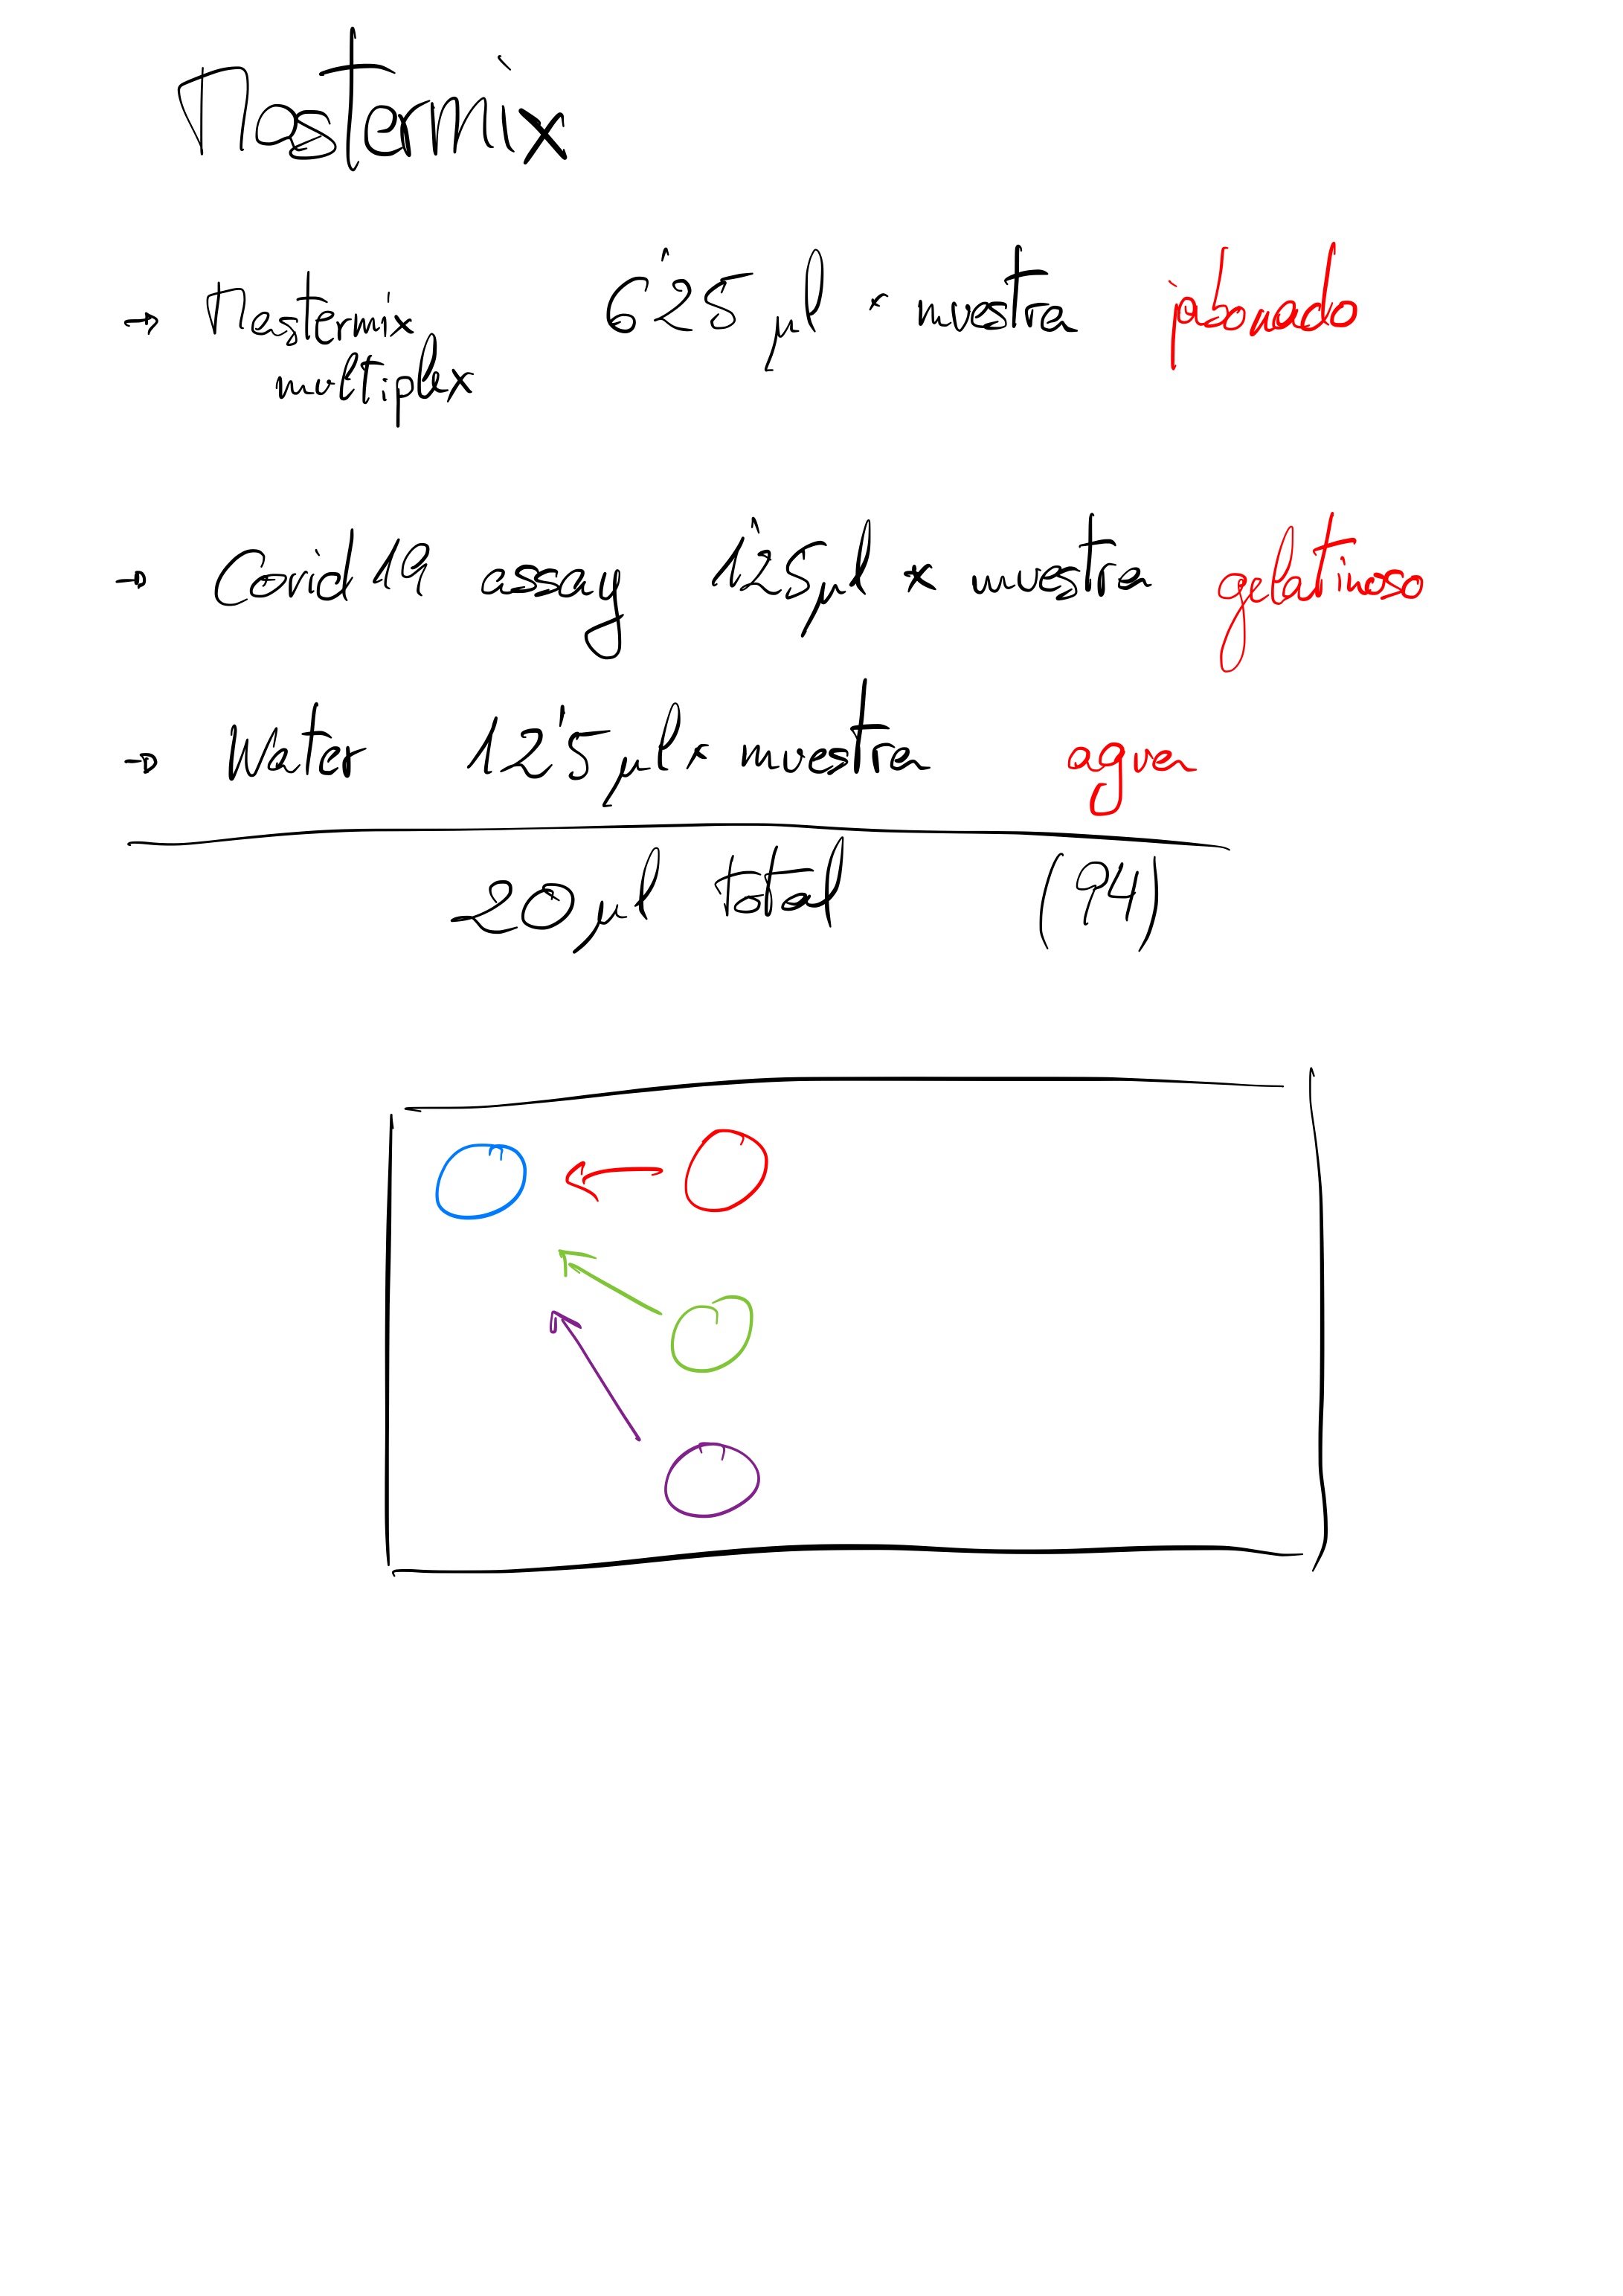 Mastermix
→ Mastermix 6'25 µl x muestra jabonado
multiplex
→ Covid 19 assay 1'25 µl x muestra gelatinoso
→ Water 12'5 µl x muestra agua
20 µl total (94)